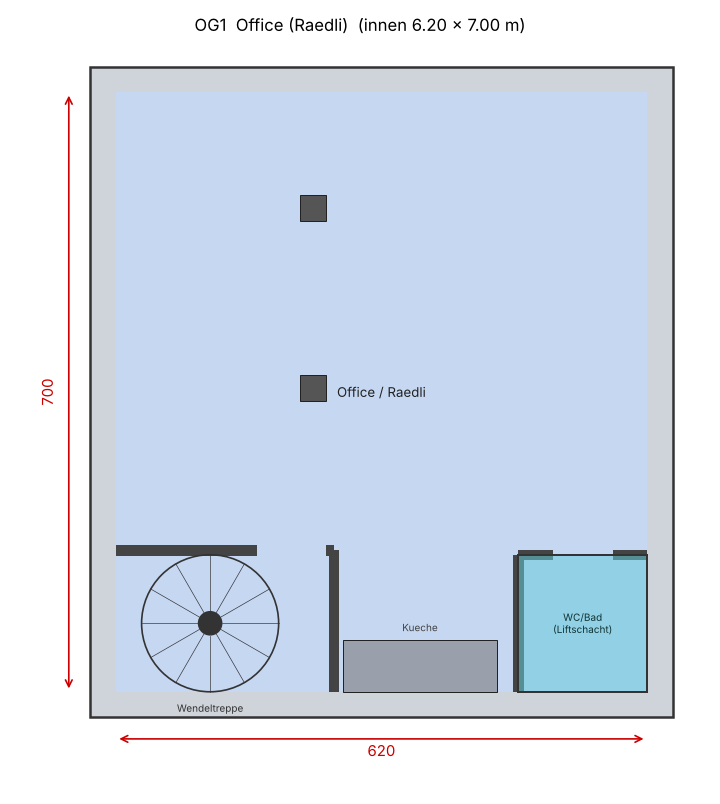 OG1 Office (Raedli) (innen 6.20 × 7.00 m)
700
Office / Raedli
WC/Bad
(Liftschacht)
Kueche
Wendeltreppe
620